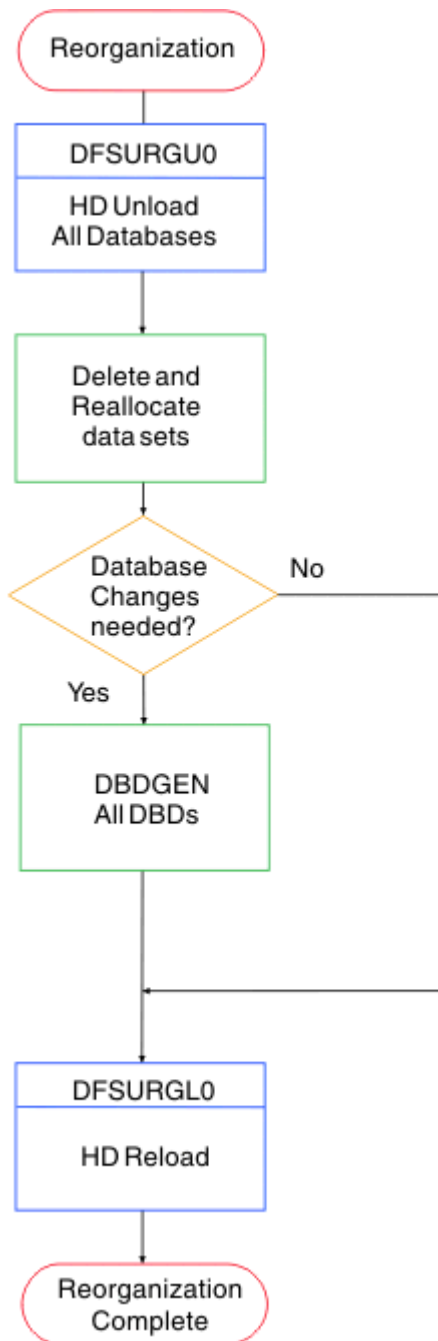 Reorganization
DFSURGU0
HD Unload
All Databases
Delete and
Reallocate
data sets
Database
Changes
needed?
No
Yes
DBDGEN
All DBDs
DFSURGL0
HD Reload
Reorganization
Complete